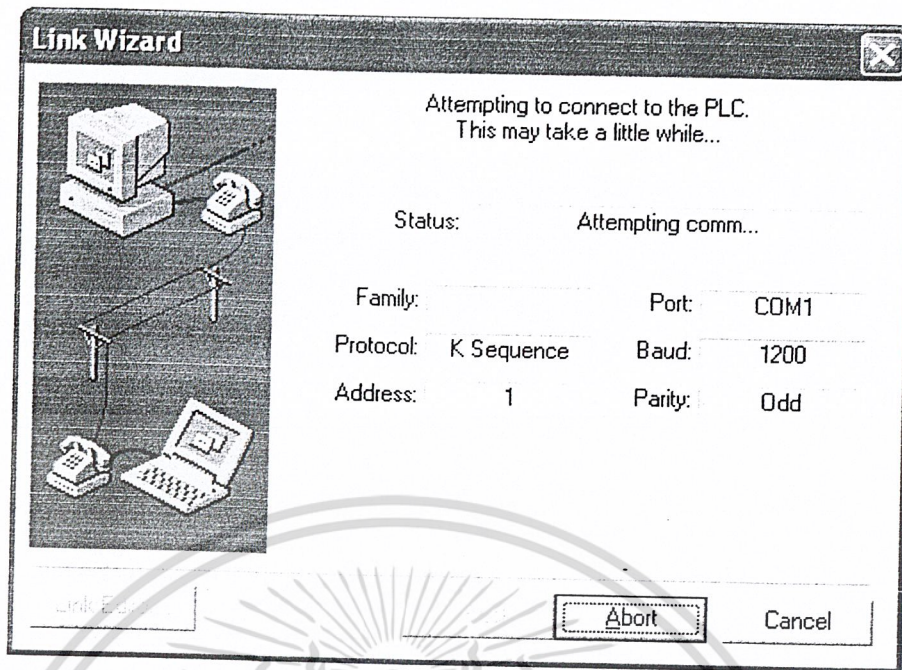 Link Wizard
Attempting to connect to the PLC.
This may take a little while...
Status: Attempting comm...
Family: Port: COM1
Protocol: K Sequence Baud: 1200
Address: 1 Parity: Odd
Abort Cancel